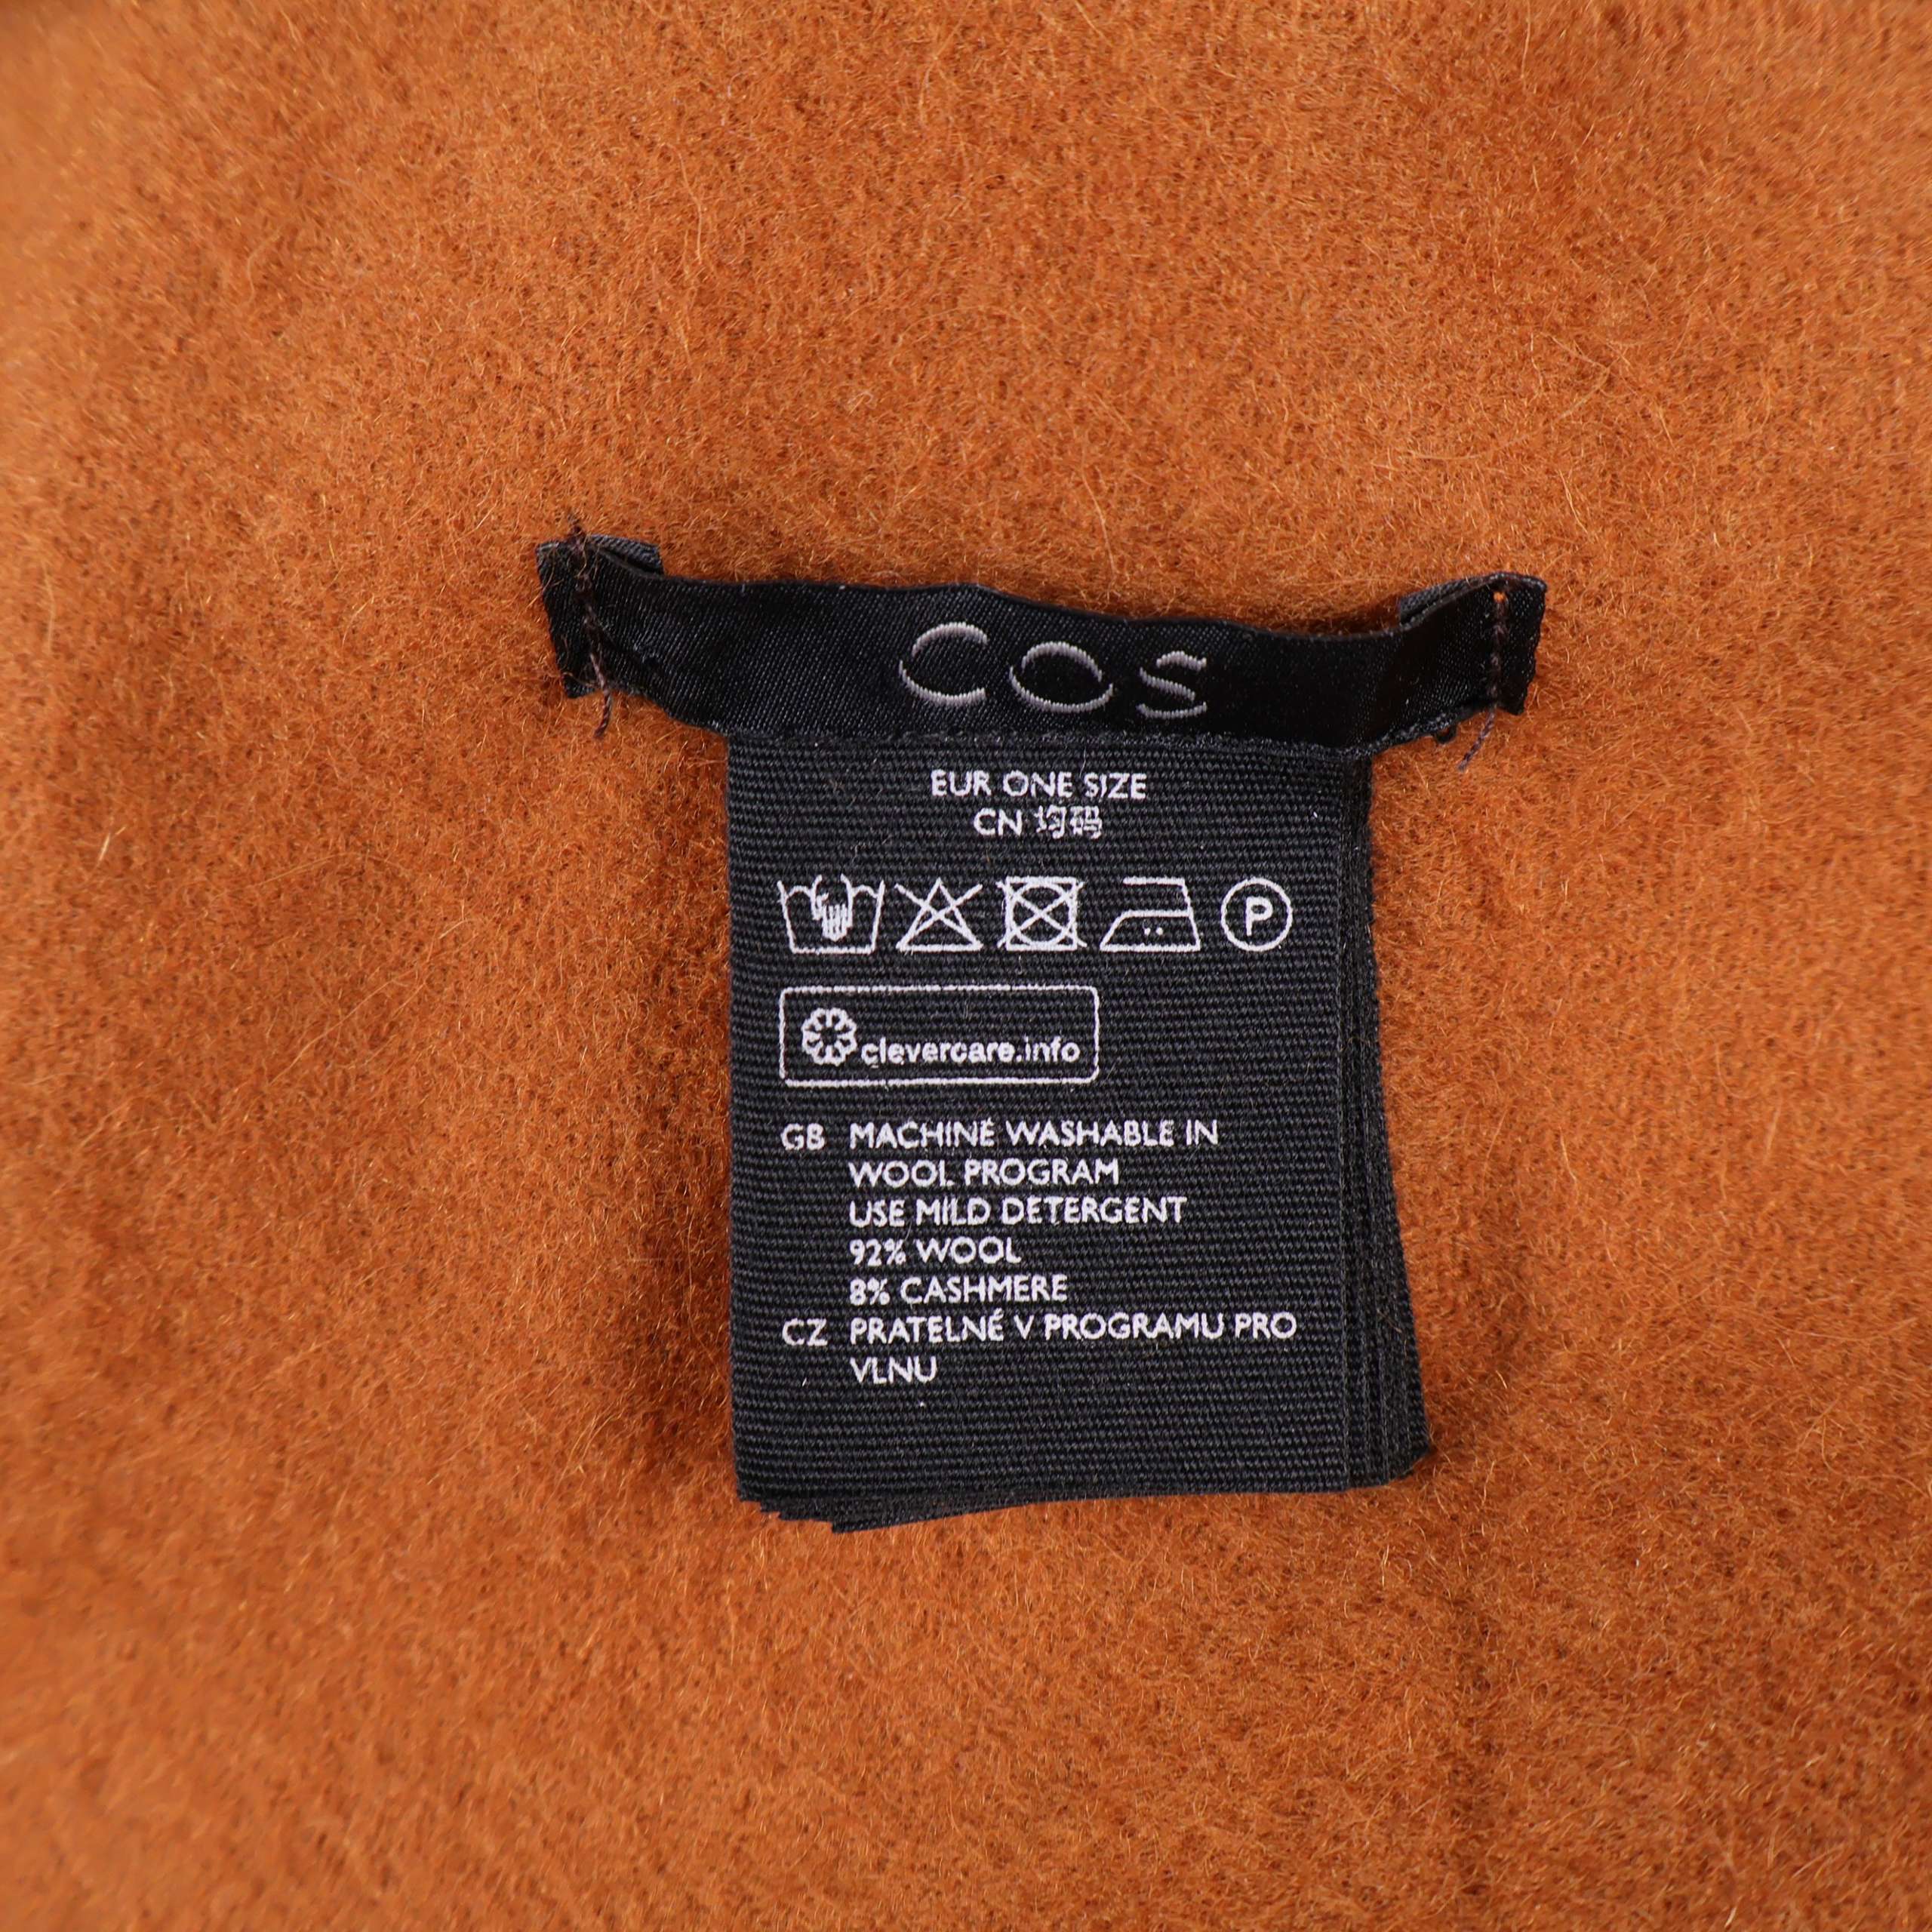 COS
EUR ONE SIZE
CN 均码
P
clevercare.info
GB MACHINE WASHABLE IN
WOOL PROGRAM
USE MILD DETERGENT
92% WOOL
8% CASHMERE
CZ PRATELNÉ V PROGRAMU PRO
VLNU